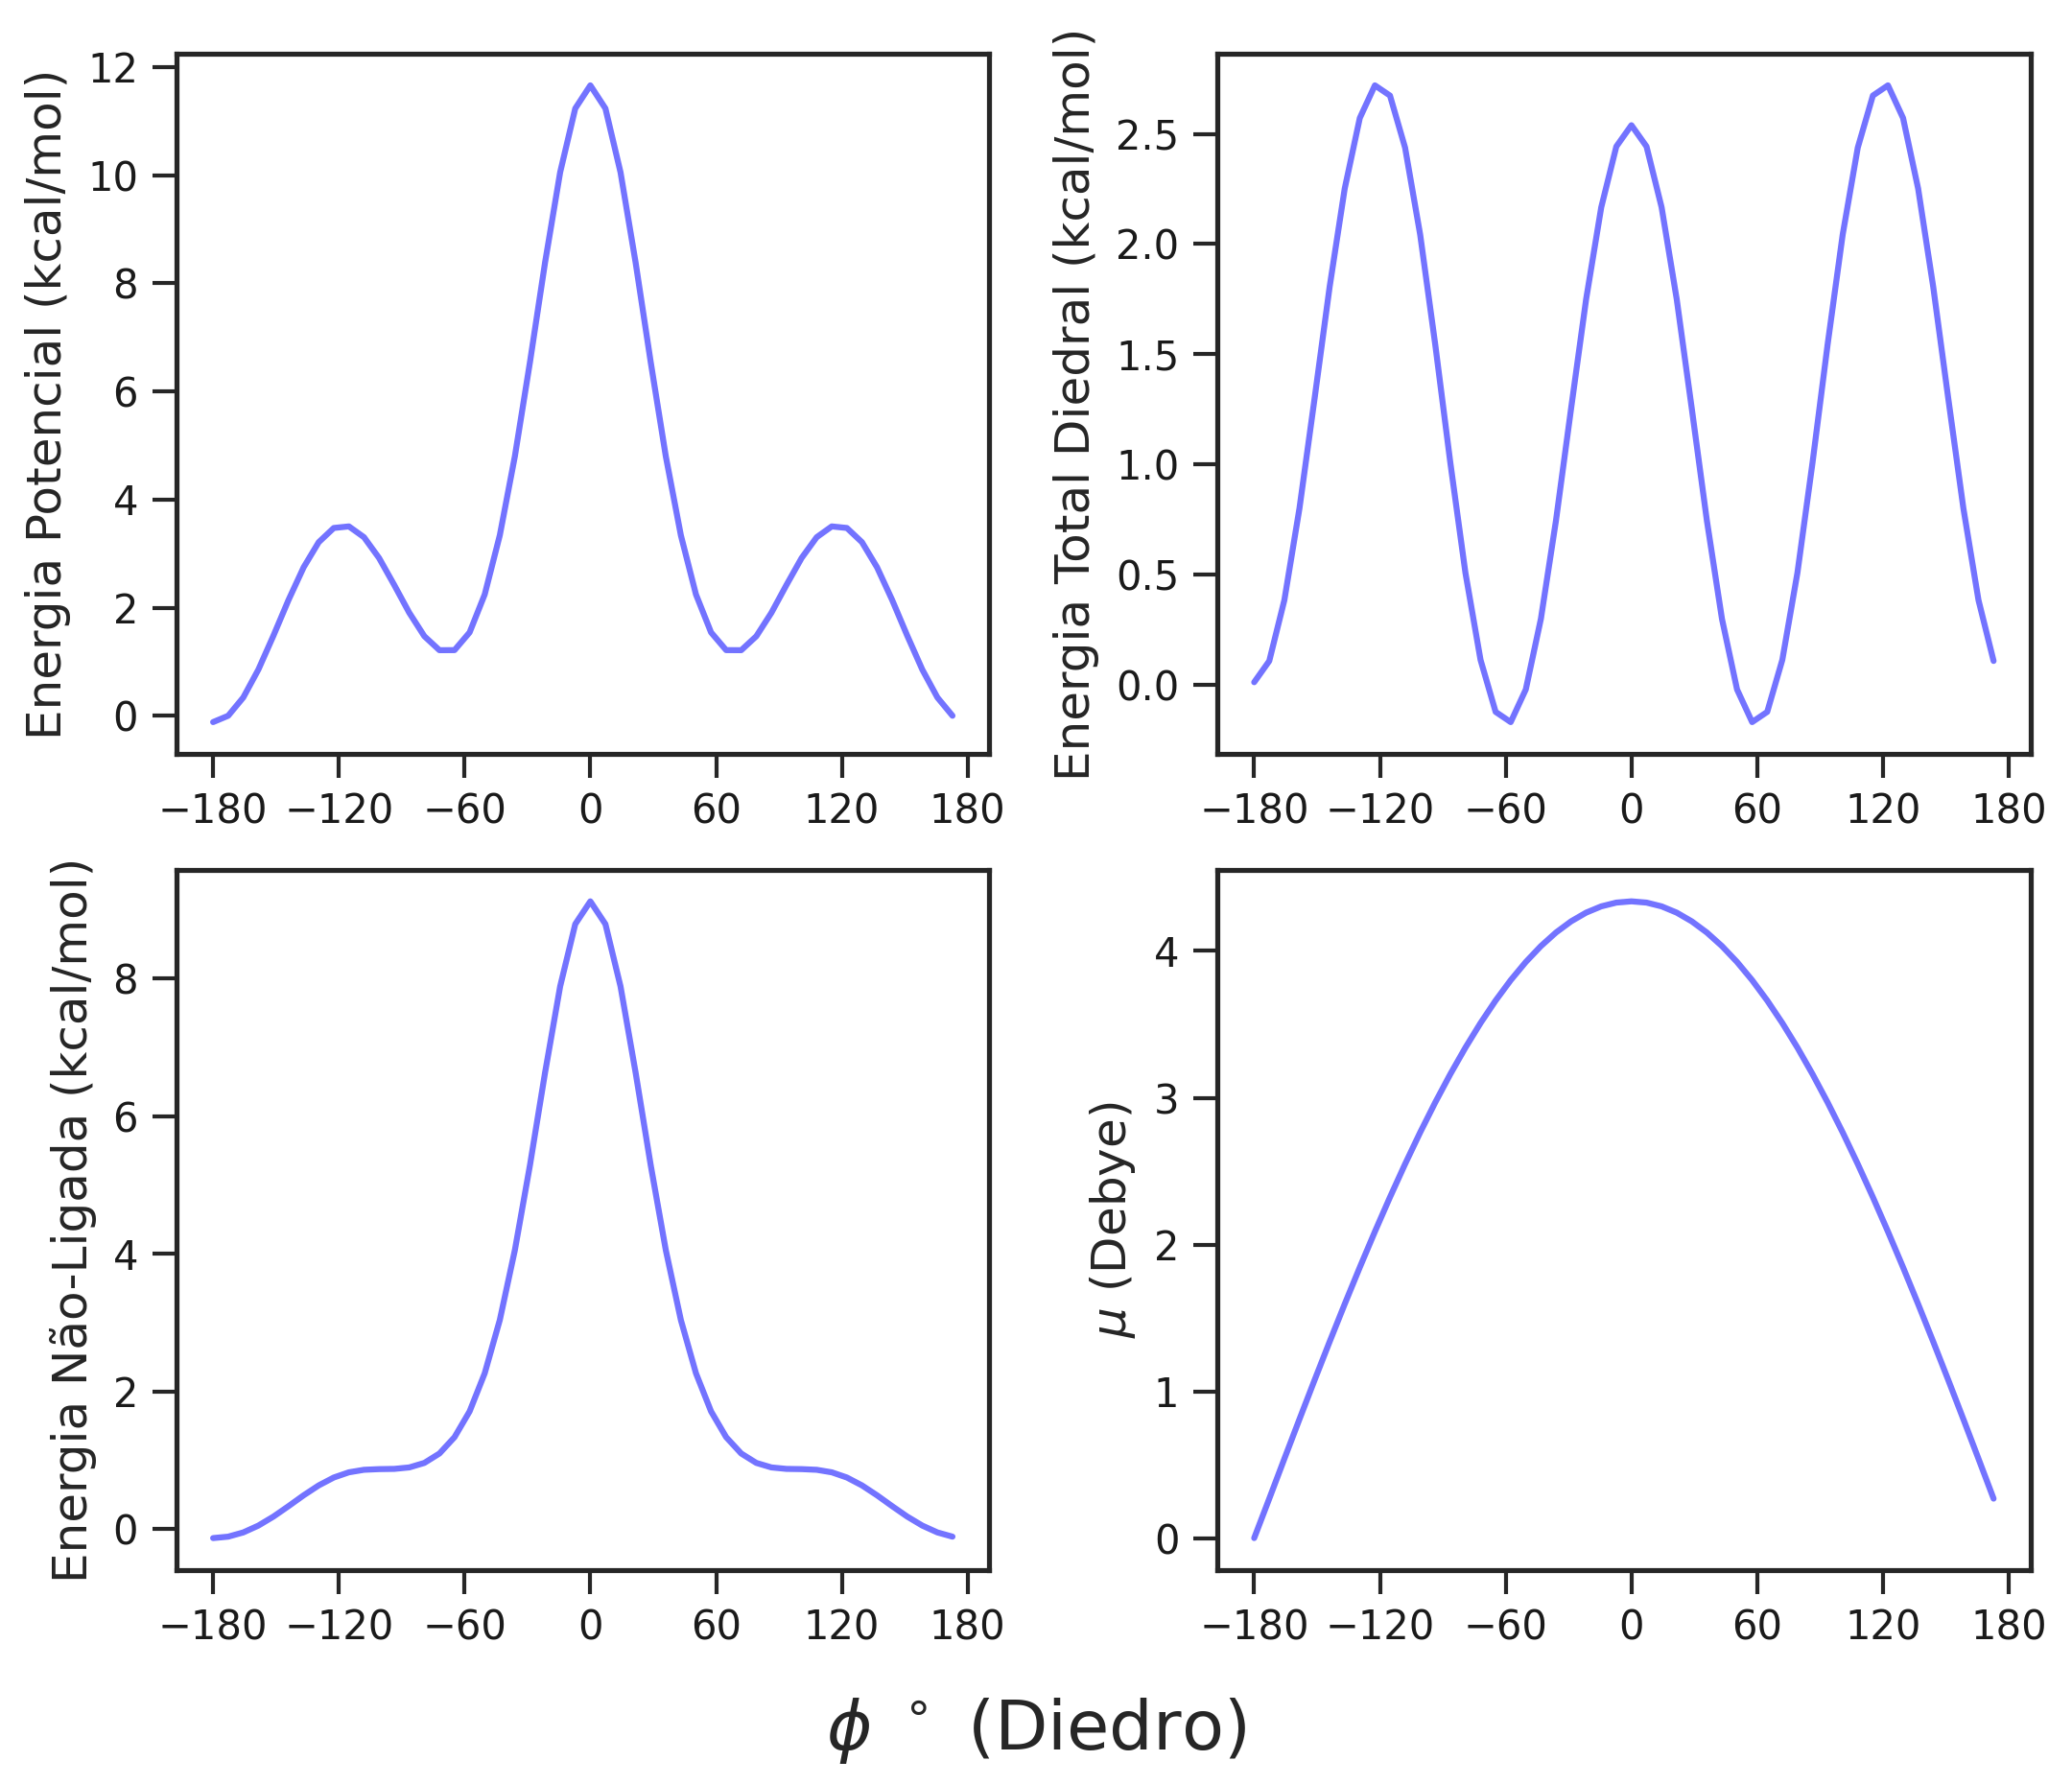 Energia Potencial (kcal/mol)
12
10
8
6
4
2
0
−180 −120 −60 0 60 120 180
Energia Total Diedral (kcal/mol)
2.5
2.0
1.5
1.0
0.5
0.0
−180 −120 −60 0 60 120 180
Energia Não-Ligada (kcal/mol)
8
6
4
2
0
−180 −120 −60 0 60 120 180
μ (Debye)
4
3
2
1
0
−180 −120 −60 0 60 120 180
ϕ ° (Diedro)